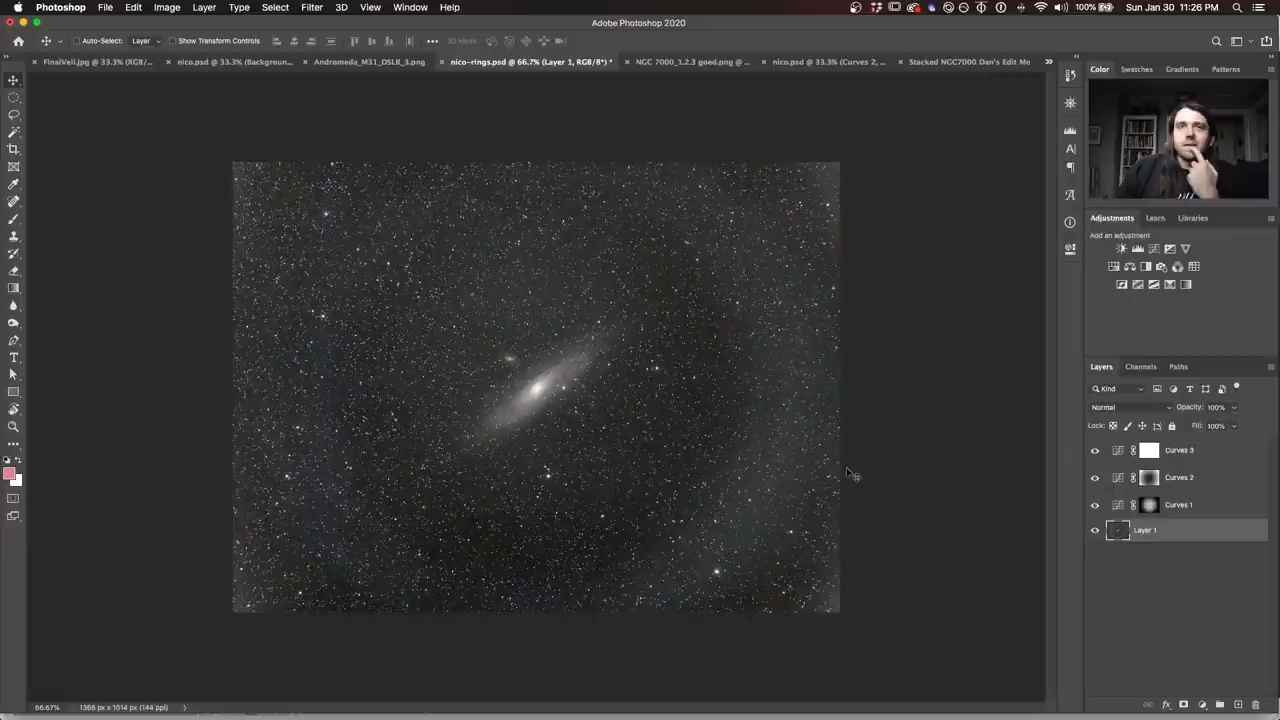 Photoshop File Edit Image Layer Type Select Filter 3D View Window Help 100% Sun Jan 30 11:26 PM
Adobe Photoshop 2020
Auto-Select: Layer Show Transform Controls 3D Mode:
FinalVeil.jpg @ 33.3% (RGB/... nico.psd @ 33.3% (Backgroun... Andromeda_M31_DSLR_3.png nico-rings.psd @ 66.7% (Layer 1, RGB/8*) * NGC 7000_1.2.3 goed.png @ ... nico.psd @ 33.3% (Curves 2, ... Stacked NGC7000 Dan's Edit Mo
Color Swatches Gradients Patterns
Adjustments Learn Libraries
Add an adjustment
Layers Channels Paths
Kind
Normal Opacity: 100%
Lock: Fill: 100%
Curves 3
Curves 2
Curves 1
Layer 1
66.67% 1366 px x 1014 px (144 ppi)